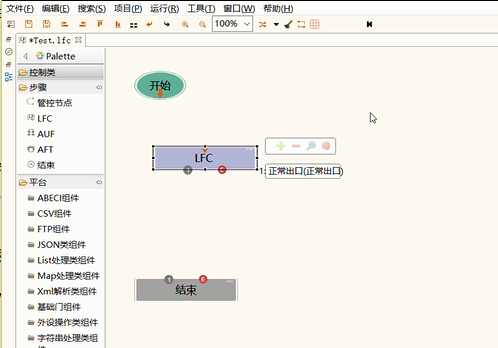 文件(F) 编辑(E) 搜索(S) 项目(P) 运行(R) 工具(T) 窗口(W) 帮助(H)
100%
*Test.lfc
Palette
控制类
步骤
管控节点
LFC
AUF
AFT
结束
平台
ABECI组件
CSV组件
FTP组件
JSON类组件
List处理类组件
Map处理类组件
Xml解析类组件
基础门组件
外设操作类组件
字符串处理类组
开始
LFC
1
E
1: 正常出口(正常出口)
1
E
结束